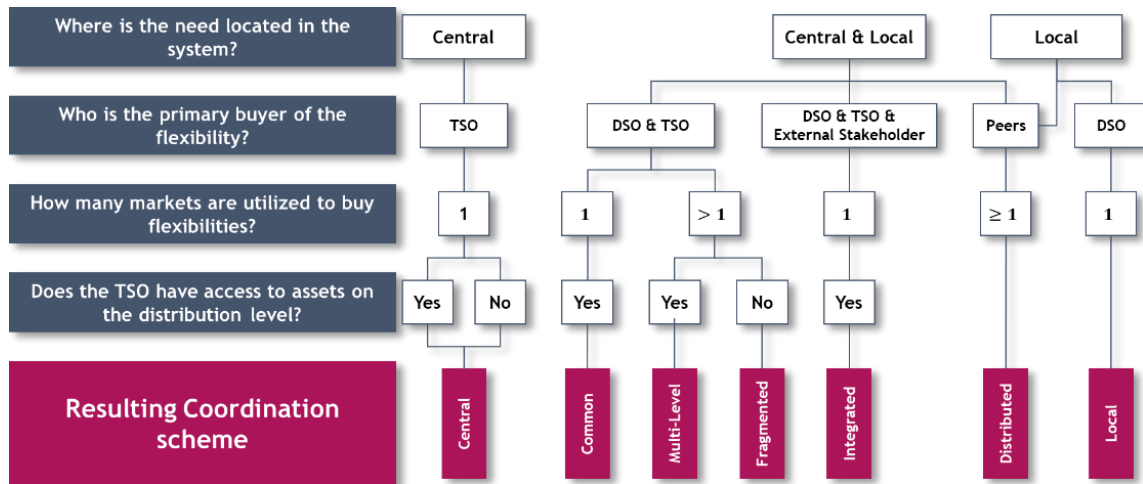 Where is the need located in the
system?
Central
Central & Local
Local
Who is the primary buyer of the
flexibility?
TSO
DSO & TSO
DSO & TSO &
External Stakeholder
Peers
DSO
How many markets are utilized to buy
flexibilities?
1
1
> 1
1
≥ 1
1
Does the TSO have access to assets on
the distribution level?
Yes
No
Yes
Yes
No
Yes
Resulting Coordination
scheme
Central
Common
Multi-Level
Fragmented
Integrated
Distributed
Local